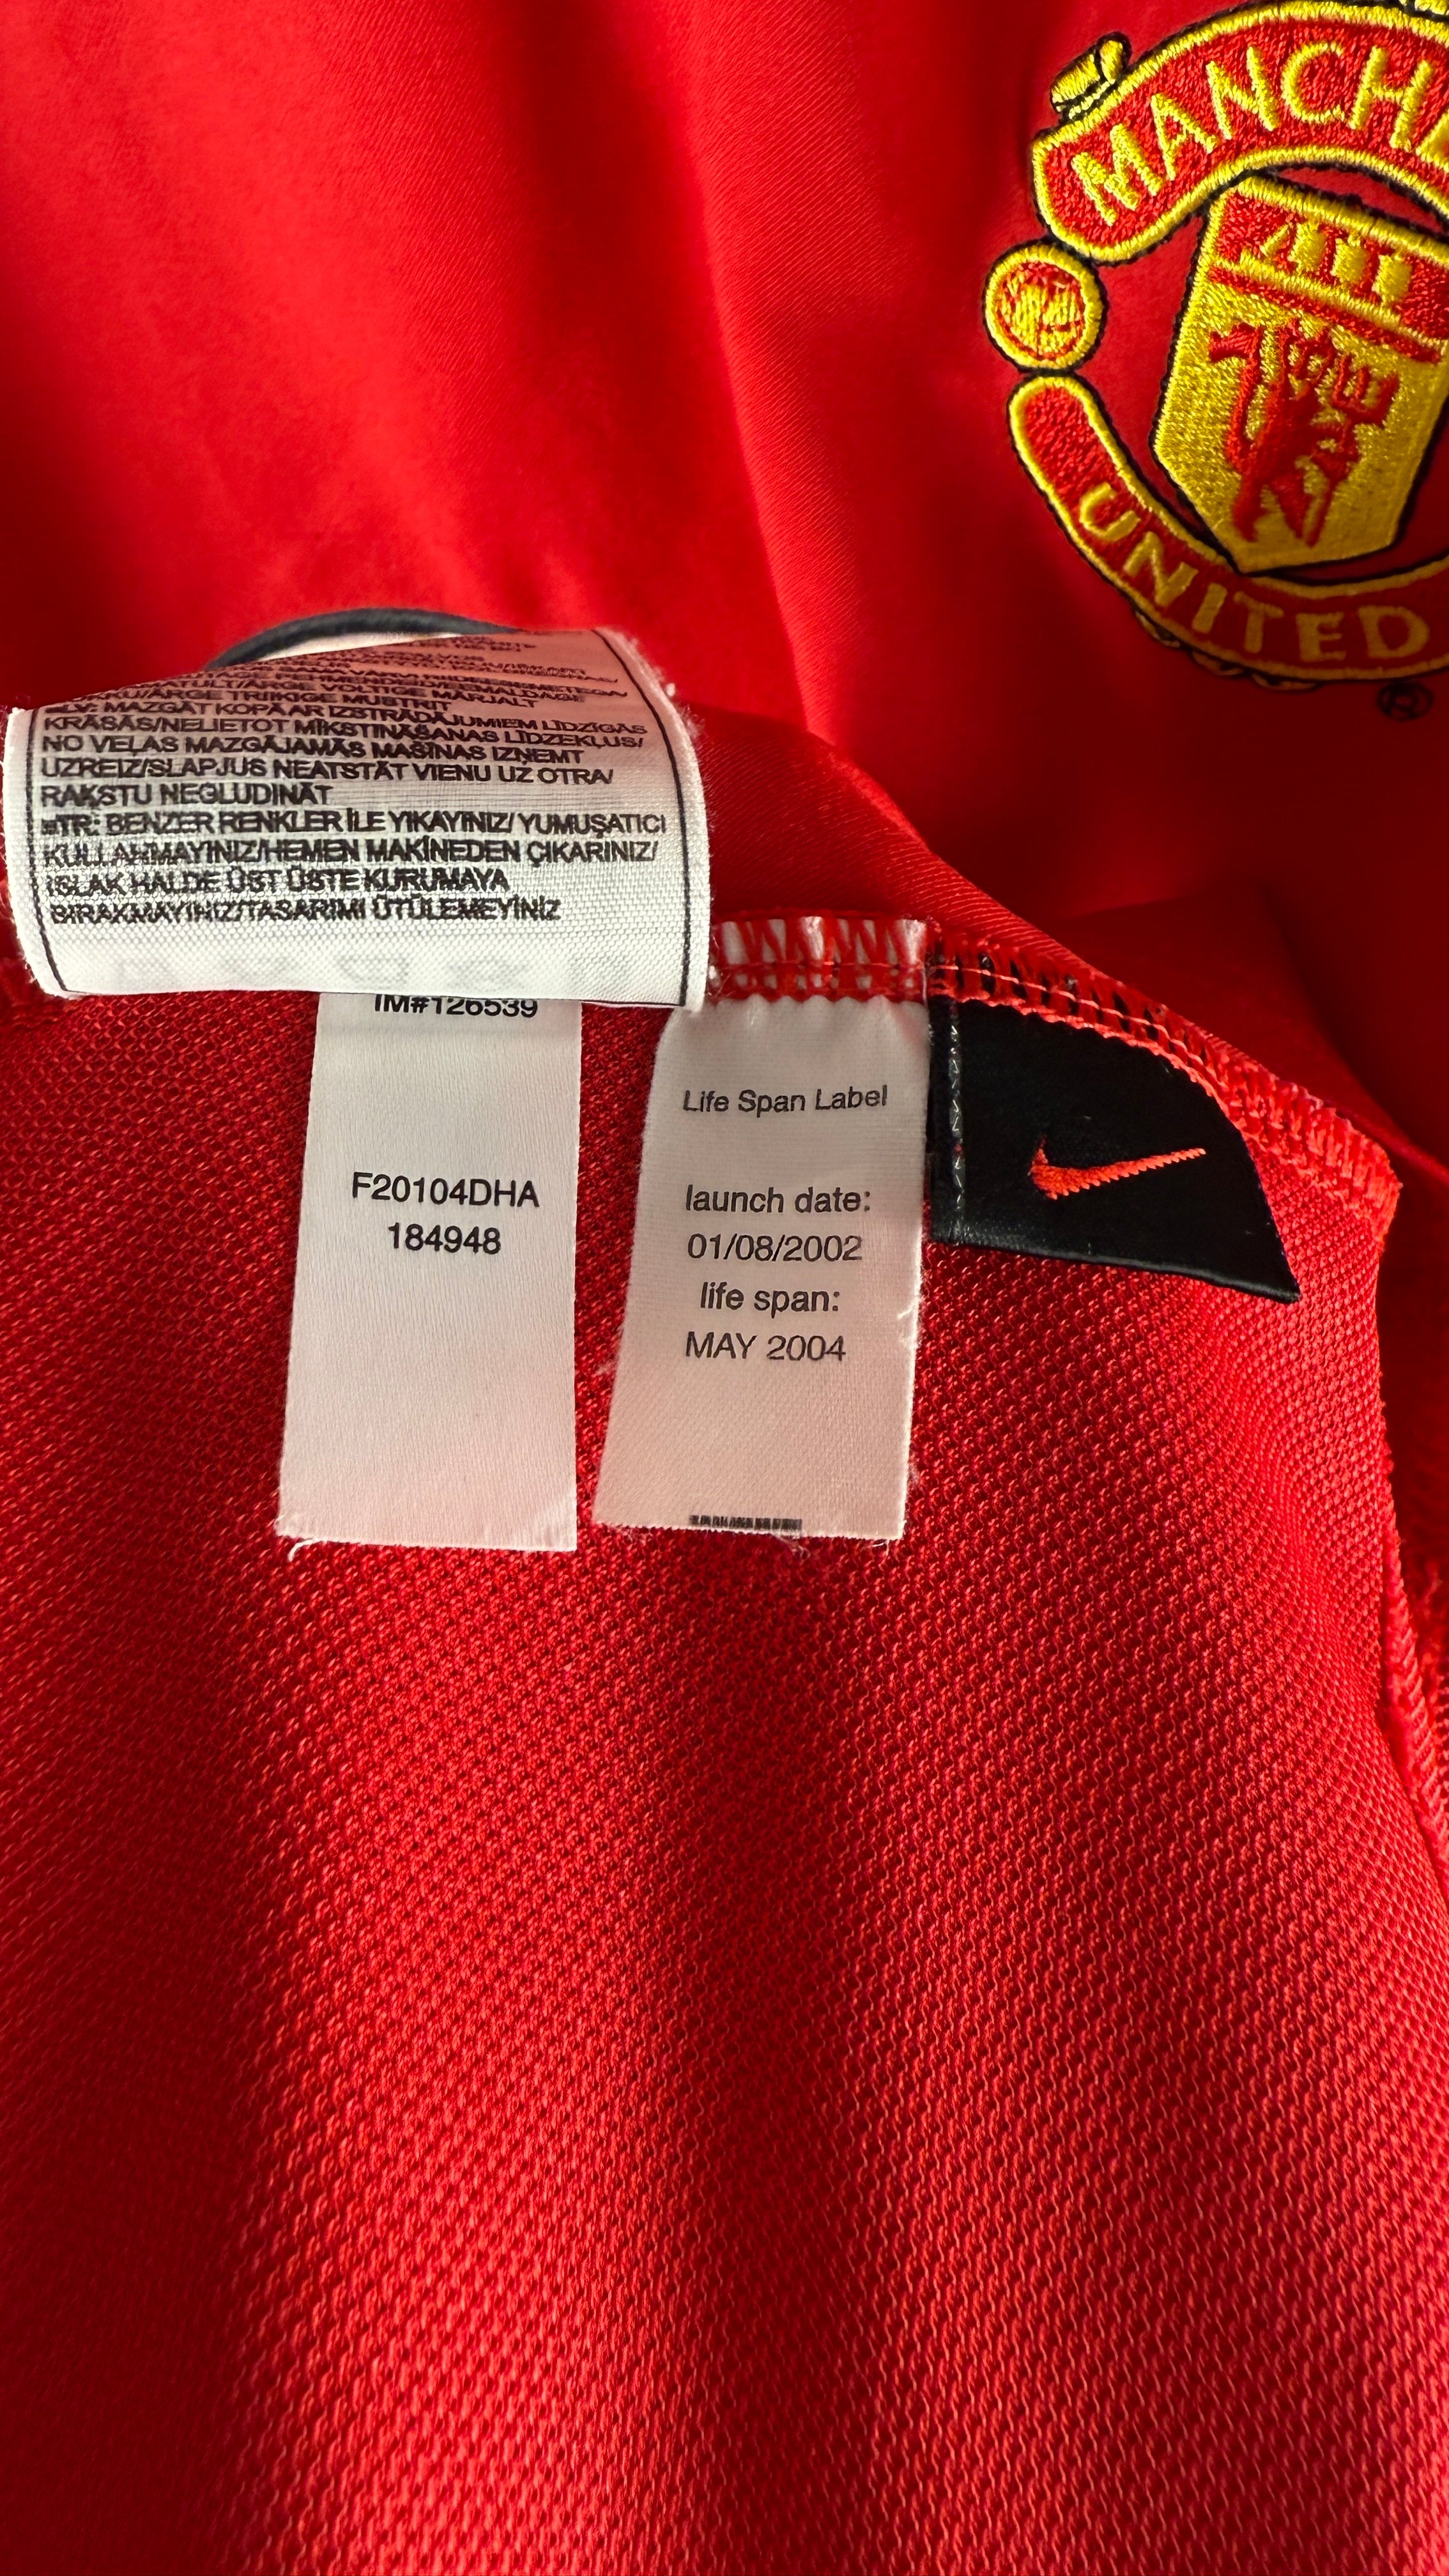 MANCH
UNITED
®
KRĀSĀS/NELIETOT MĪKSTINĀŠANAS LĪDZEKĻUS/
NO VEĻAS MAZGĀJAMĀS MAŠĪNAS IZŅEMT
UZREIZ/SLAPJUS NEATSTĀT VIENU UZ OTRA/
RAKSTU NEGLUDINĀT
TR: BENZER RENKLER İLE YIKAYINIZ/YUMUŞATICI
KULLANMAYINIZ/HEMEN MAKİNEDEN ÇIKARINIZ/
ISLAK HALDE ÜST ÜSTE KURUMAYA
BIRAKMAYINIZ/TASARIMI ÜTÜLEMEYİNİZ
IM#126539
F20104DHA
184948
Life Span Label
launch date:
01/08/2002
life span:
MAY 2004